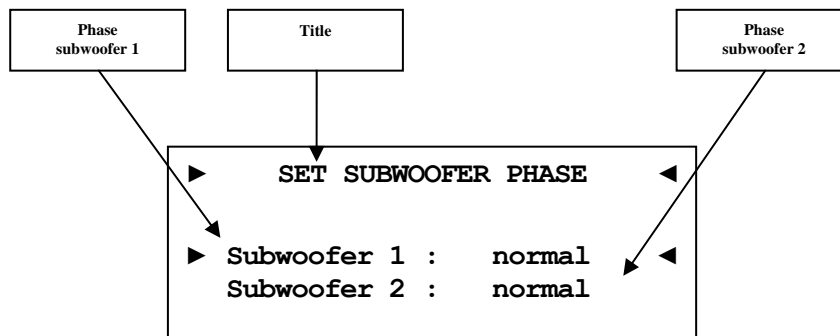 Phase
subwoofer 1
Title
Phase
subwoofer 2
► SET SUBWOOFER PHASE ◄
► Subwoofer 1 : normal ◄
Subwoofer 2 : normal